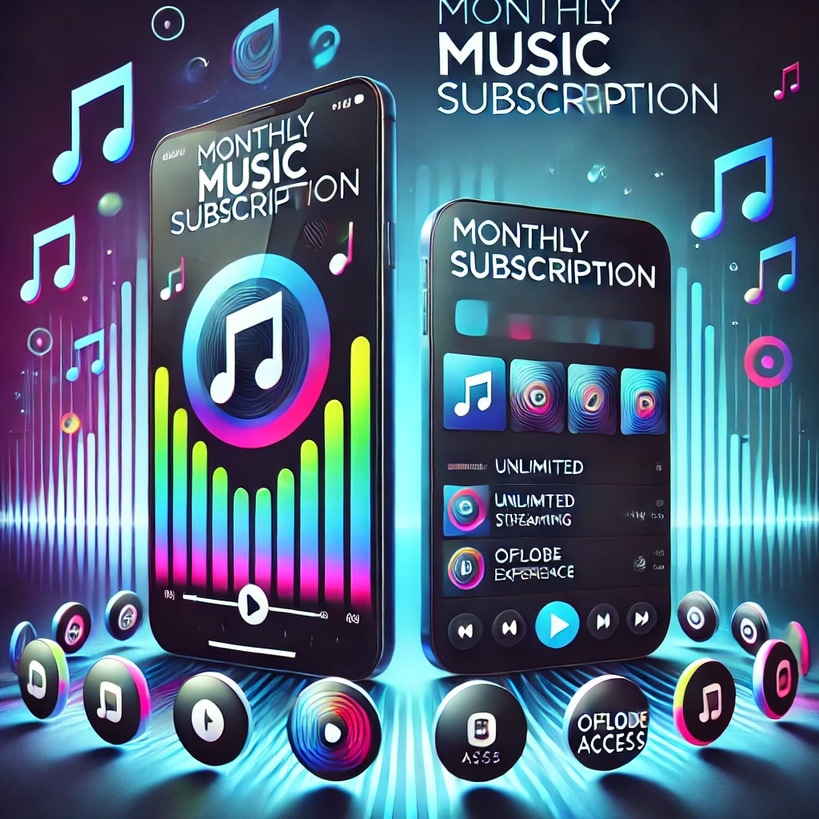 MONTHLY
MUSIC
SUBSCRIPTION
MONTHLY
MUSIC
SUBSCRIPTION
MONTHLY
SUBSCRIPTION
UNLIMITED
UNLIMITED
STREAMING
OFLOBE
EXPERIENCE
OFLODE
ACCESS